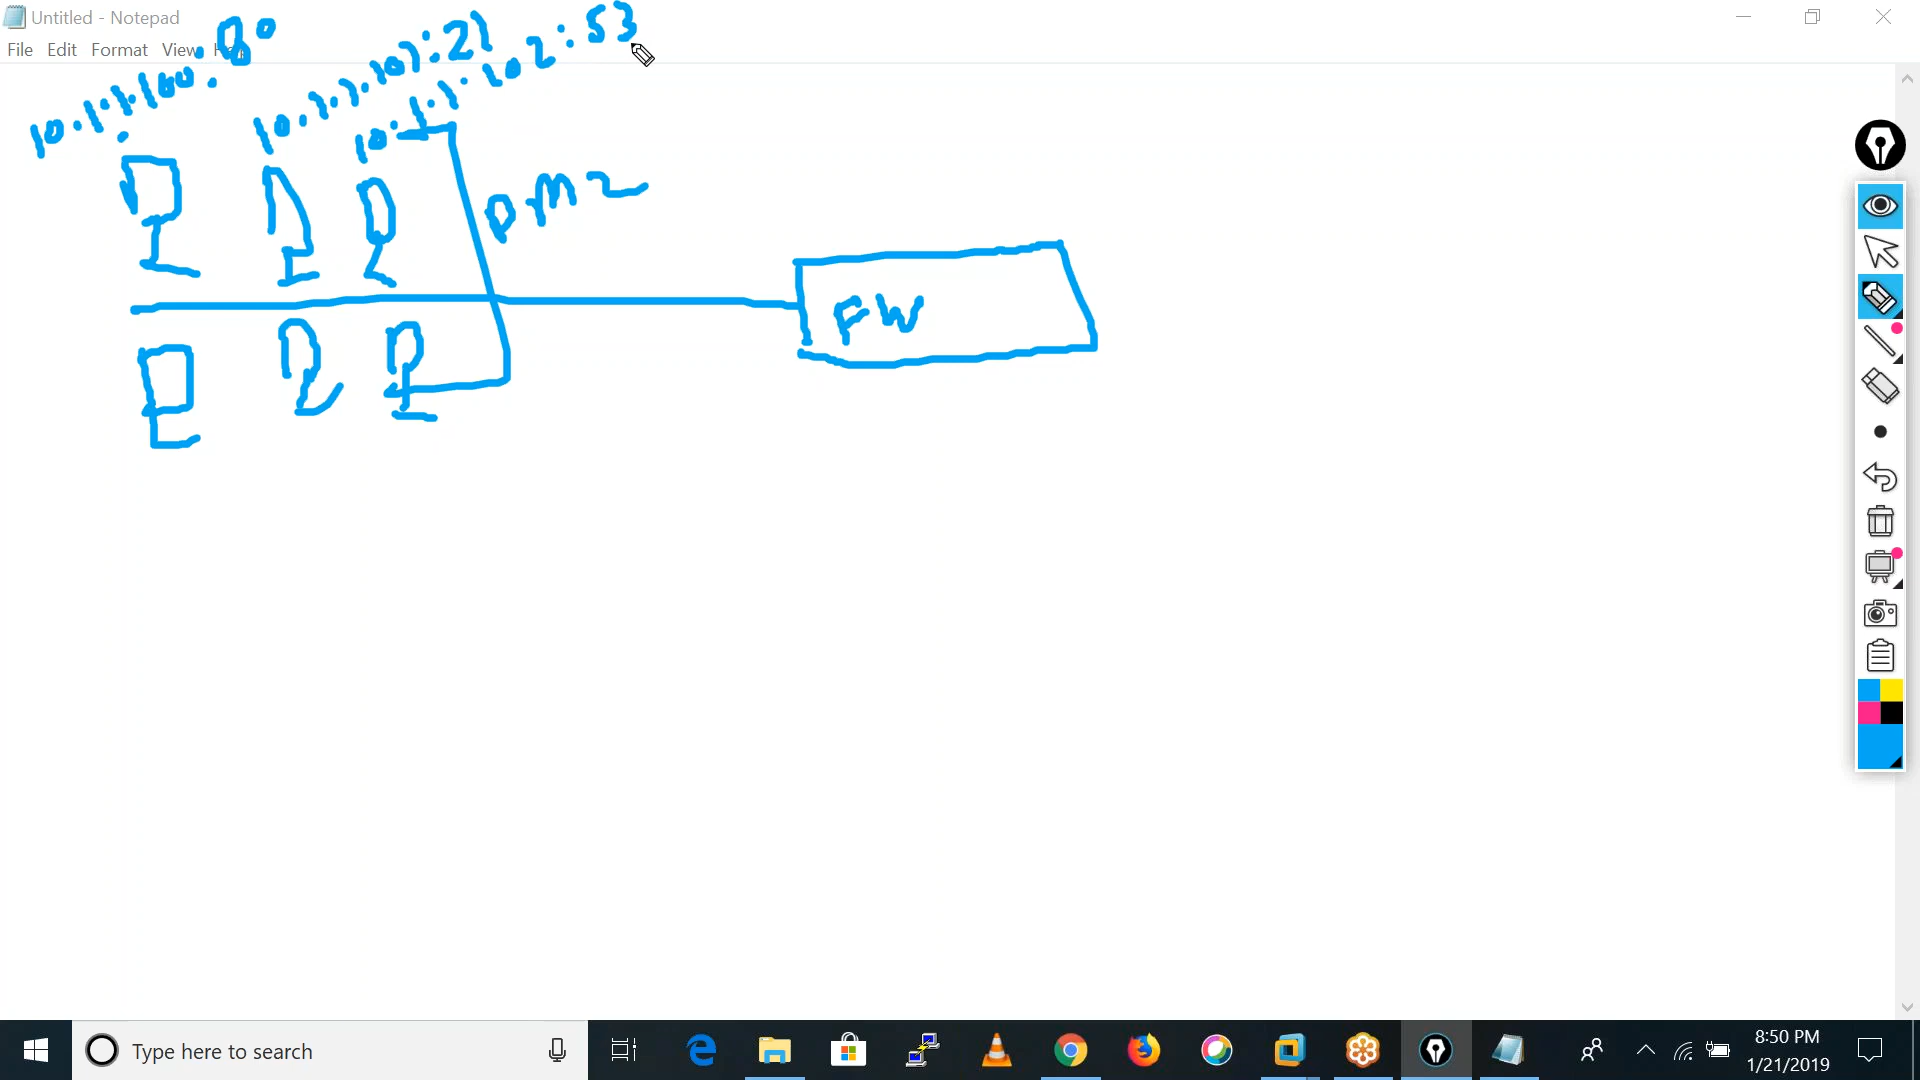 Untitled - Notepad
File Edit Format View Help
10.1.1.100:80
10.1.1.101:21
10.1.1.102:53
DMZ
FW
Type here to search
8:50 PM
1/21/2019